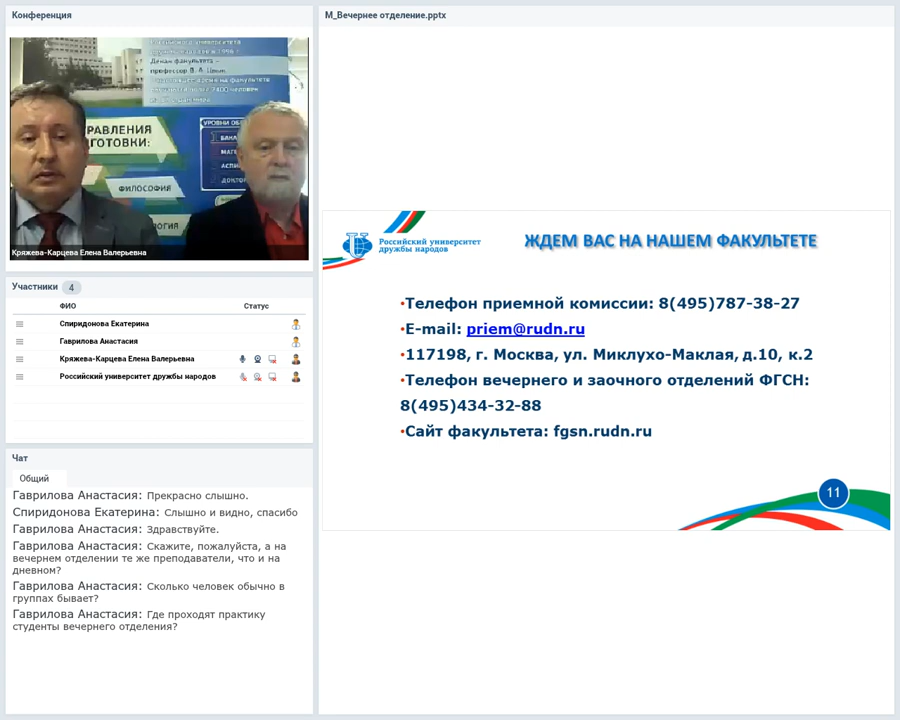 Конференция
Декан факультета –
РАВЛЕНИЯ
ГОТОВКИ:
ФИЛОСОФИЯ
Кряжева-Карцева Елена Валерьевна
Участники 4
ФИО Статус
Спиридонова Екатерина
Гаврилова Анастасия
Кряжева-Карцева Елена Валерьевна
Российский университет дружбы народов
Чат
Общий
Гаврилова Анастасия: Прекрасно слышно.
Спиридонова Екатерина: Слышно и видно, спасибо
Гаврилова Анастасия: Здравствуйте.
Гаврилова Анастасия: Скажите, пожалуйста, а на
вечернем отделении те же преподаватели, что и на
дневном?
Гаврилова Анастасия: Сколько человек обычно в
группах бывает?
Гаврилова Анастасия: Где проходят практику
студенты вечернего отделения?
M_Вечернее отделение.pptx
Российский университет
дружбы народов
ЖДЕМ ВАС НА НАШЕМ ФАКУЛЬТЕТЕ
•Телефон приемной комиссии: 8(495)787-38-27
•E-mail: priem@rudn.ru
•117198, г. Москва, ул. Миклухо-Маклая, д.10, к.2
•Телефон вечернего и заочного отделений ФГСН:
8(495)434-32-88
•Сайт факультета: fgsn.rudn.ru
11